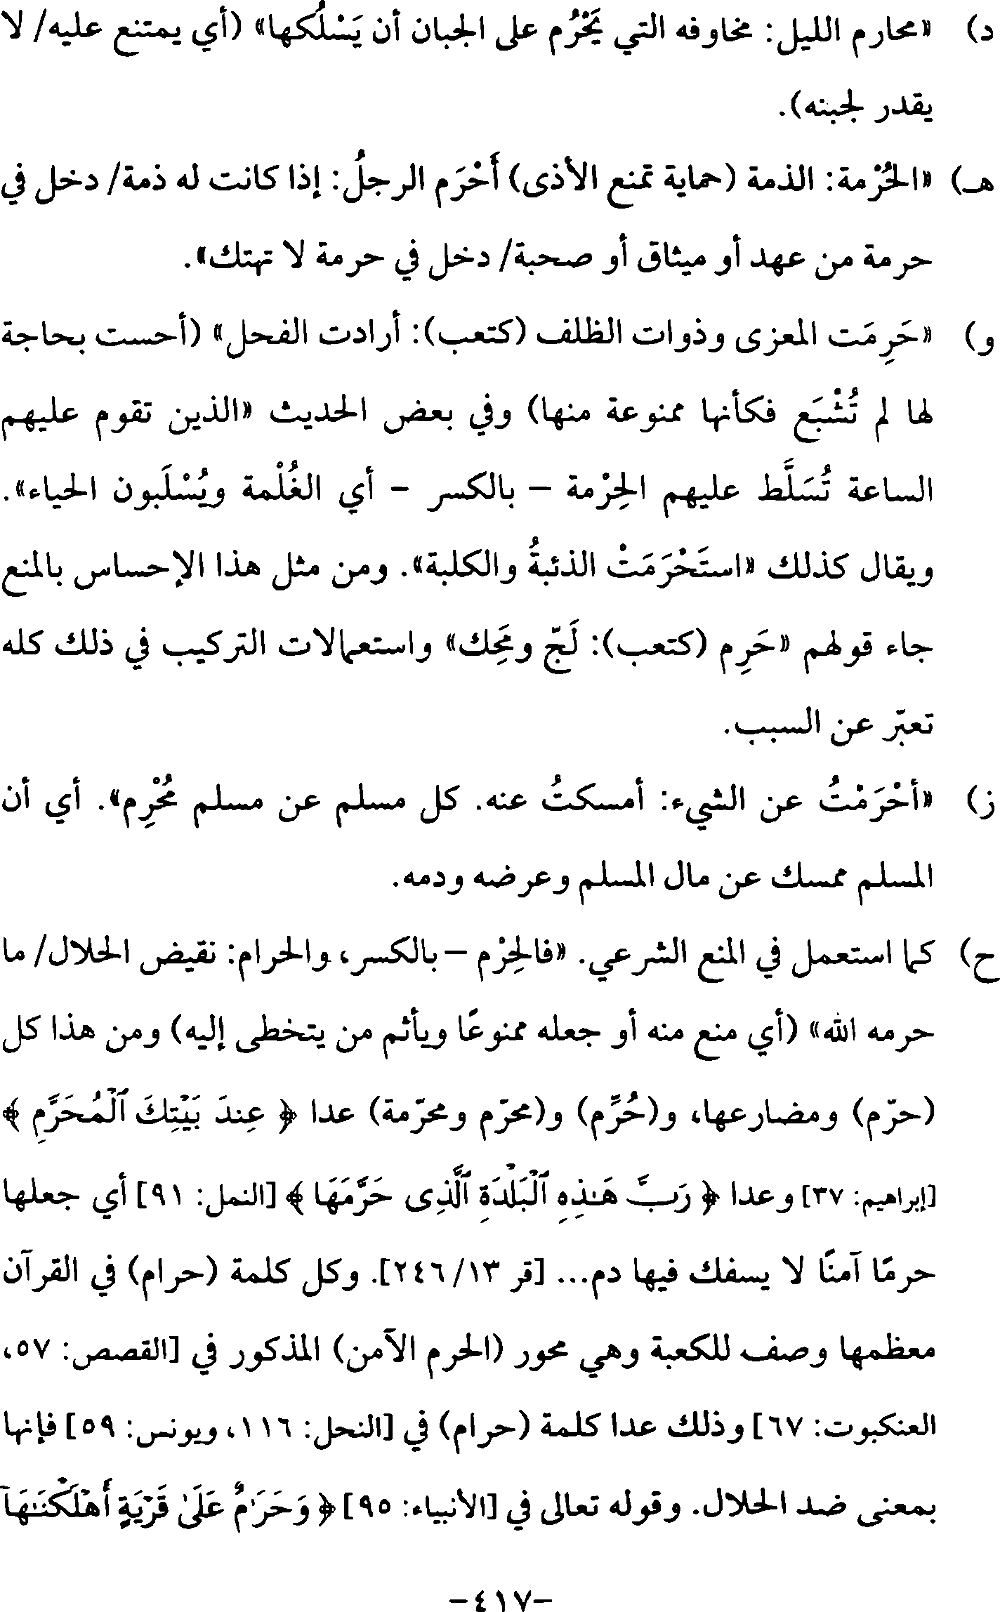 د) «محارم الليل: مخاوفه التي يَحْرُم على الجبان أن يَسْلُكها» (أي يمتنع عليه/ لا
يقدر لجبنه).
هـ) «الحُرْمة: الذمة (حماية تمنع الأذى) أَحْرَم الرجلُ: إذا كانت له ذمة/ دخل في
حرمة من عهد أو ميثاق أو صحبة/ دخل في حرمة لا تهتك».
و) «حَرِمَت المعزى وذوات الظلف (كتعب): أرادت الفحل» (أحست بحاجة
لها لم تُشْبَع فكأنها ممنوعة منها) وفي بعض الحديث «الذين تقوم عليهم
الساعة تُسَلَّط عليهم الحِرْمة – بالكسر – أي الغُلْمة ويُسْلَبون الحياء».
ويقال كذلك «استَحْرَمَتْ الذئبةُ والكلبة». ومن مثل هذا الإحساس بالمنع
جاء قولهم «حَرِم (كتعب): لَجّ ومَحِك» واستعمالات التركيب في ذلك كله
تعبّر عن السبب.
ز) «أحْرَمْتُ عن الشيء: أمسكتُ عنه. كل مسلم عن مسلم مُحْرِم». أي أن
المسلم ممسك عن مال المسلم وعرضه ودمه.
ح) كما استعمل في المنع الشرعي. «فالحِرْم – بالكسر، والحرام: نقيض الحلال/ ما
حرمه الله» (أي منع منه أو جعله ممنوعًا ويأثم من يتخطى إليه) ومن هذا كل
(حرّم) ومضارعها، و(حُرِّم) و(محرّم ومحرّمة) عدا ﴿ عِندَ بَيْتِكَ ٱلْمُحَرَّمِ ﴾
[إبراهيم: ٣٧] وعدا ﴿ رَبَّ هَـٰذِهِ ٱلْبَلْدَةِ ٱلَّذِى حَرَّمَهَا ﴾ [النمل: ٩١] أي جعلها
حرمًا آمنًا لا يسفك فيها دم... [قر ١٣/ ٢٤٦]. وكل كلمة (حرام) في القرآن
معظمها وصف للكعبة وهي محور (الحرم الآمن) المذكور في [القصص: ٥٧،
العنكبوت: ٦٧] وذلك عدا كلمة (حرام) في [النحل: ١١٦، ويونس: ٥٩] فإنها
بمعنى ضد الحلال. وقوله تعالى في [الأنبياء: ٩٥] ﴿ وَحَرَٰمٌ عَلَىٰ قَرْيَةٍ أَهْلَكْنَـٰهَآ
-٤١٧-